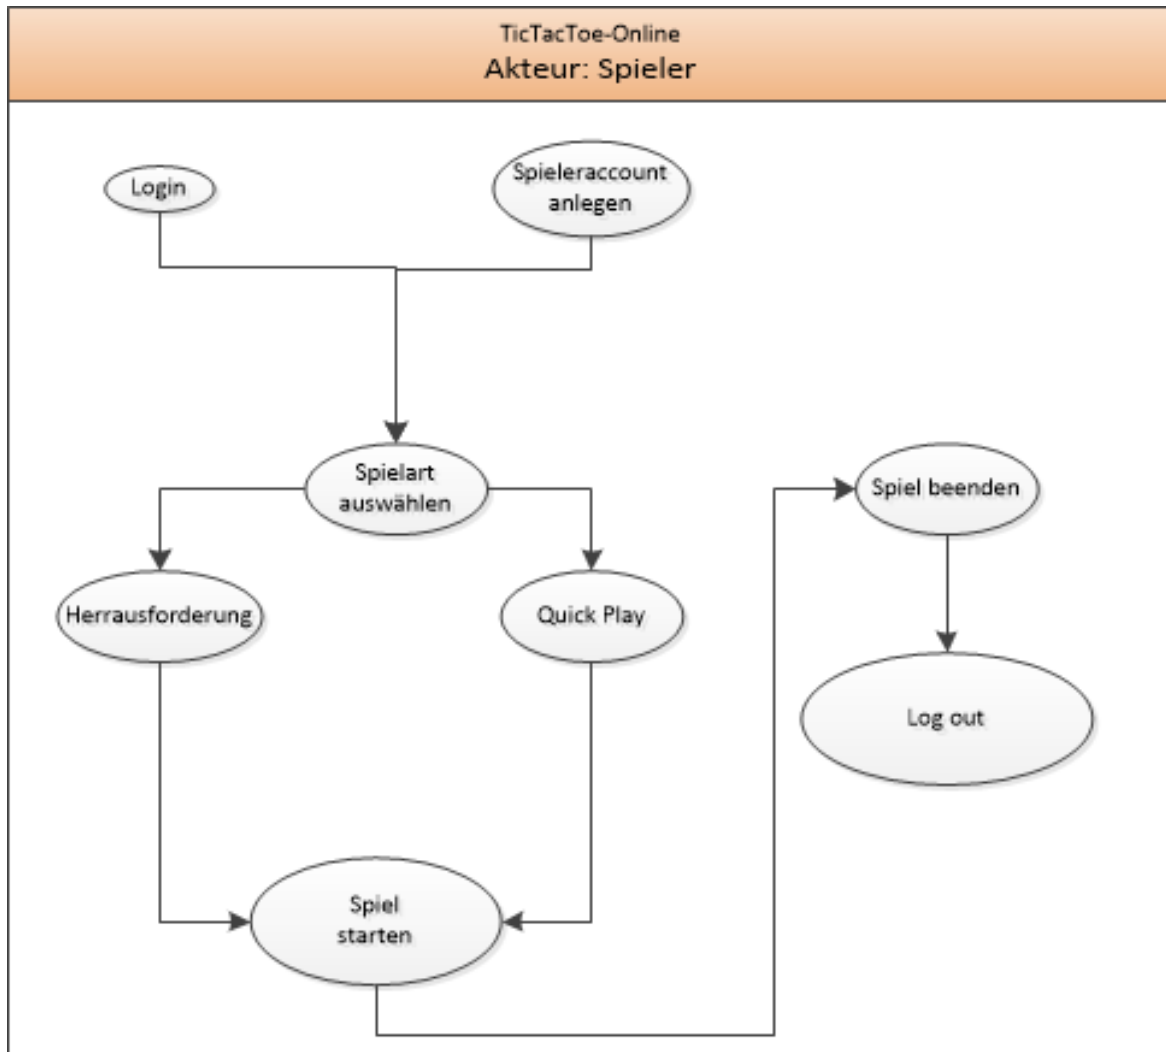 TicTacToe-Online
Akteur: Spieler
Login
Spieleraccount
anlegen
Spielart
auswählen
Spiel beenden
Herrausforderung
Quick Play
Log out
Spiel
starten